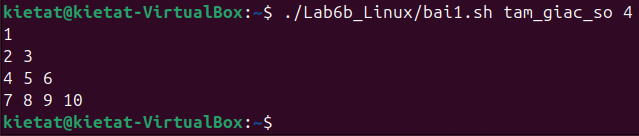 kietat@kietat-VirtualBox:~$ ./Lab6b_Linux/bai1.sh tam_giac_so 4
1
2 3
4 5 6
7 8 9 10
kietat@kietat-VirtualBox:~$